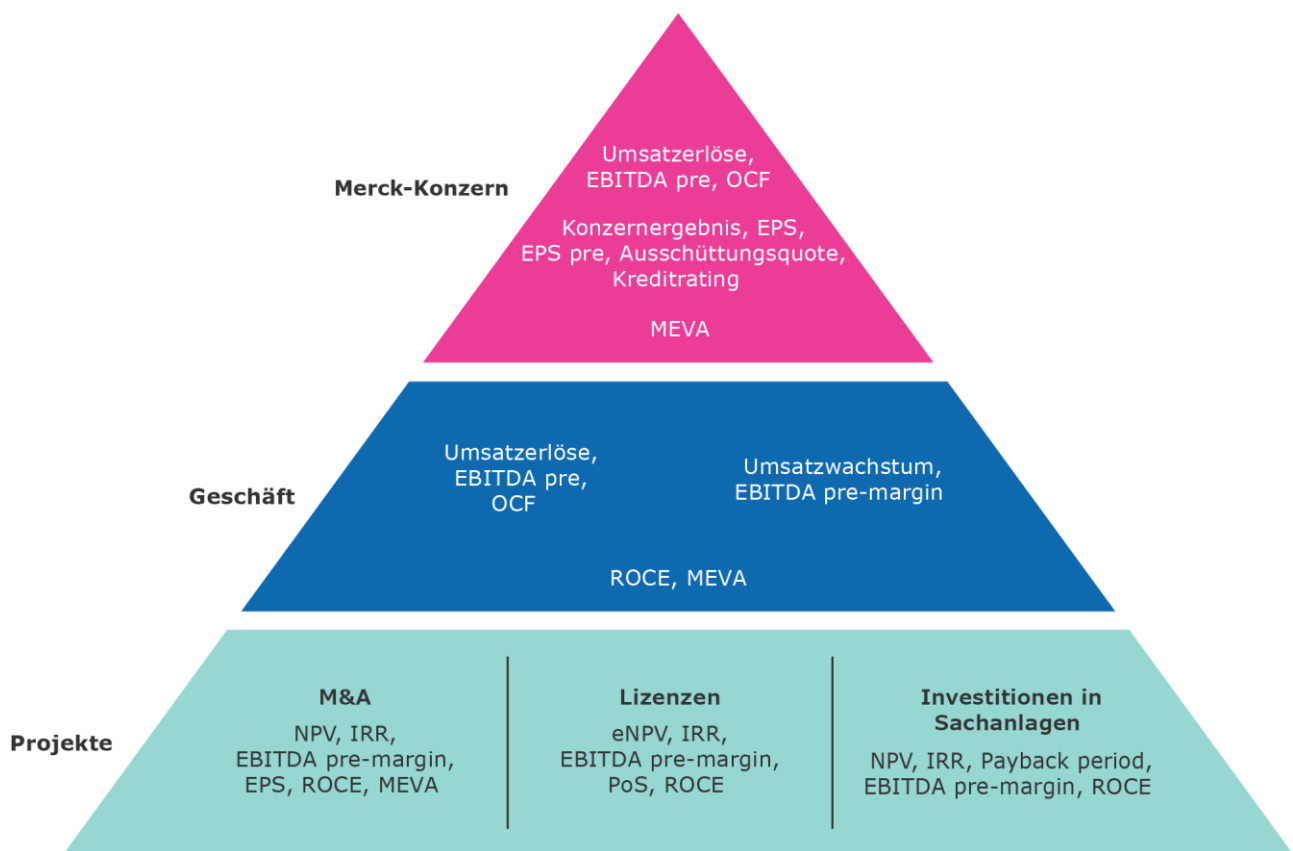 Merck-Konzern
Umsatzerlöse,
EBITDA pre, OCF
Konzernergebnis, EPS,
EPS pre, Ausschüttungsquote,
Kreditrating
MEVA
Geschäft
Umsatzerlöse,
EBITDA pre,
OCF
Umsatzwachstum,
EBITDA pre-margin
ROCE, MEVA
Projekte
M&A
NPV, IRR,
EBITDA pre-margin,
EPS, ROCE, MEVA
Lizenzen
eNPV, IRR,
EBITDA pre-margin,
PoS, ROCE
Investitionen in
Sachanlagen
NPV, IRR, Payback period,
EBITDA pre-margin, ROCE